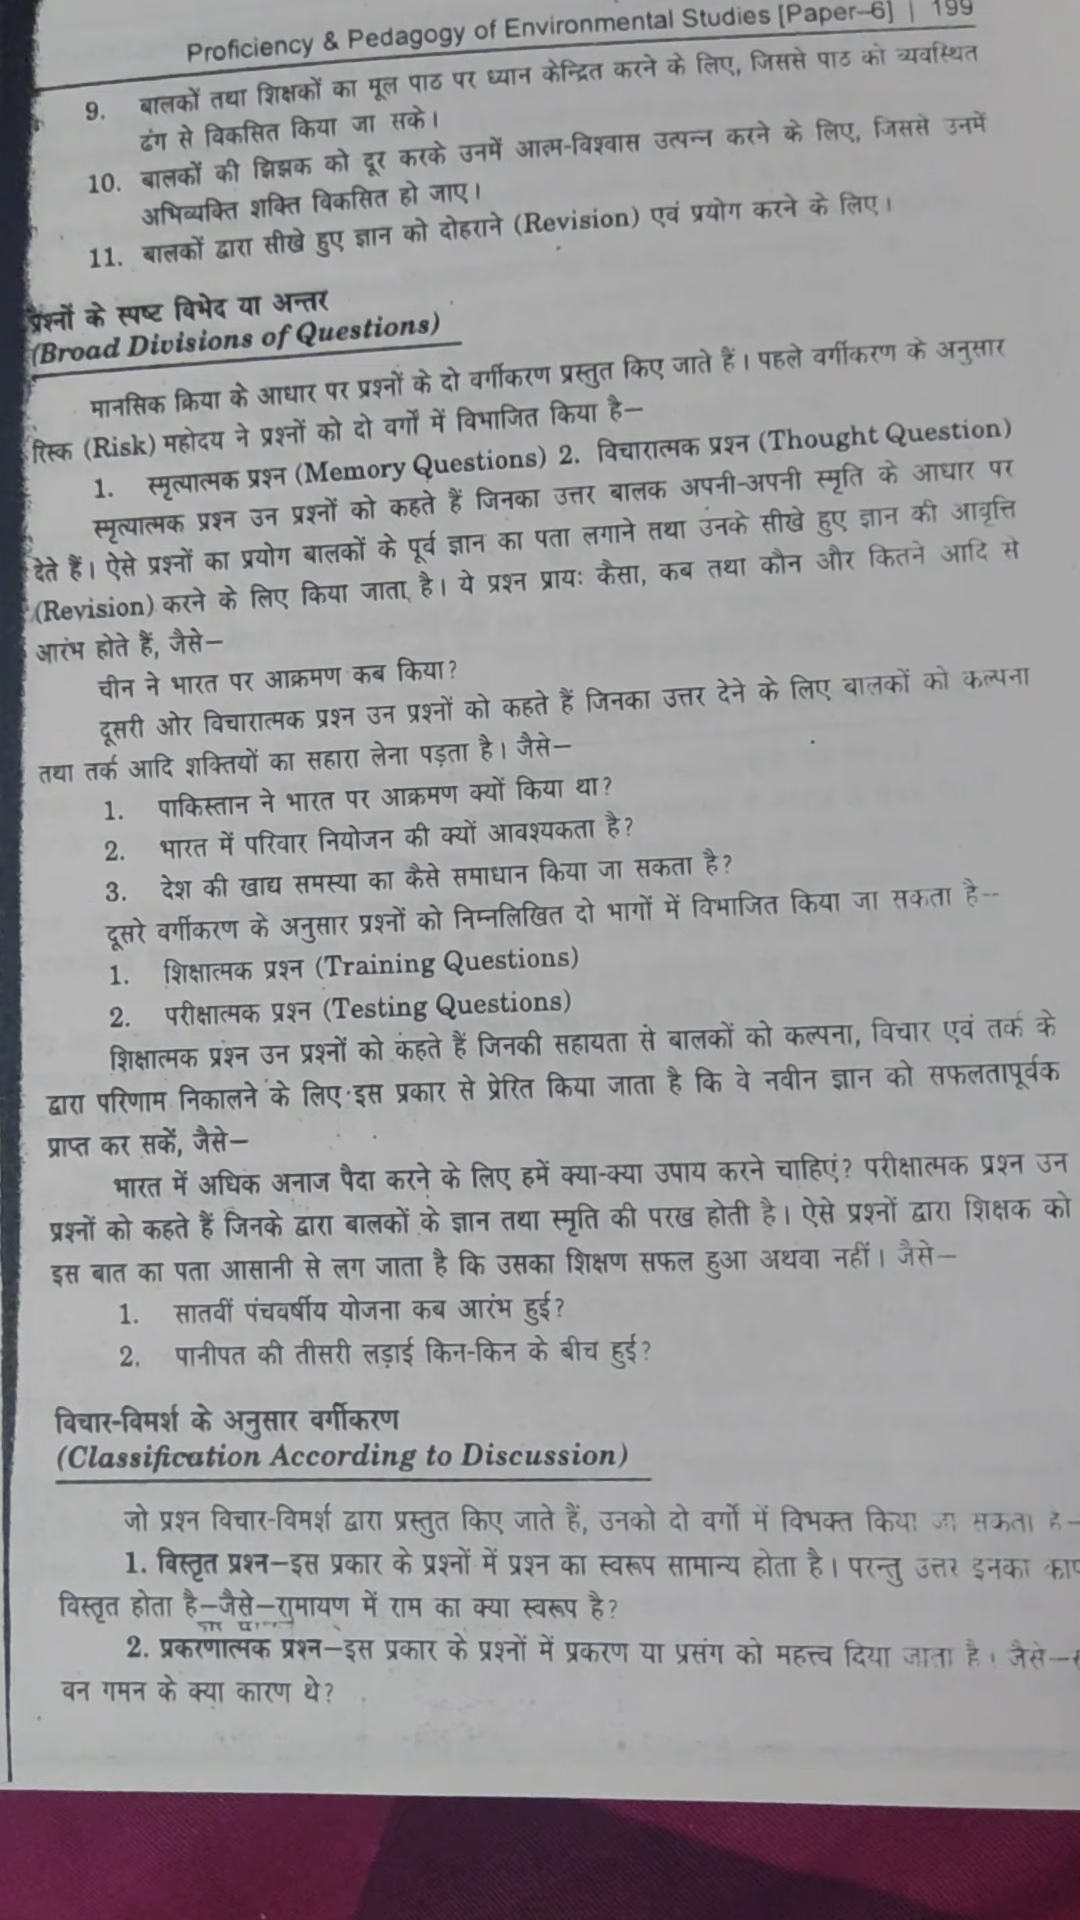 Proficiency & Pedagogy of Environmental Studies [Paper–6] | 199
9. बालकों तथा शिक्षकों का मूल पाठ पर ध्यान केन्द्रित करने के लिए, जिससे पाठ को व्यवस्थित
ढंग से विकसित किया जा सके।
10. बालकों की झिझक को दूर करके उनमें आत्म-विश्वास उत्पन्न करने के लिए, जिससे उनमें
अभिव्यक्ति शक्ति विकसित हो जाए।
11. बालकों द्वारा सीखे हुए ज्ञान को दोहराने (Revision) एवं प्रयोग करने के लिए।
प्रश्नों के स्पष्ट विभेद या अन्तर
(Broad Divisions of Questions)
मानसिक क्रिया के आधार पर प्रश्नों के दो वर्गीकरण प्रस्तुत किए जाते हैं। पहले वर्गीकरण के अनुसार
रिस्क (Risk) महोदय ने प्रश्नों को दो वर्गों में विभाजित किया है–
1. स्मृत्यात्मक प्रश्न (Memory Questions) 2. विचारात्मक प्रश्न (Thought Question)
स्मृत्यात्मक प्रश्न उन प्रश्नों को कहते हैं जिनका उत्तर बालक अपनी-अपनी स्मृति के आधार पर
देते हैं। ऐसे प्रश्नों का प्रयोग बालकों के पूर्व ज्ञान का पता लगाने तथा उनके सीखे हुए ज्ञान की आवृत्ति
(Revision) करने के लिए किया जाता है। ये प्रश्न प्रायः कैसा, कब तथा कौन और कितने आदि से
आरंभ होते हैं, जैसे–
चीन ने भारत पर आक्रमण कब किया?
दूसरी ओर विचारात्मक प्रश्न उन प्रश्नों को कहते हैं जिनका उत्तर देने के लिए बालकों को कल्पना
तथा तर्क आदि शक्तियों का सहारा लेना पड़ता है। जैसे–
1. पाकिस्तान ने भारत पर आक्रमण क्यों किया था?
2. भारत में परिवार नियोजन की क्यों आवश्यकता है?
3. देश की खाद्य समस्या का कैसे समाधान किया जा सकता है?
दूसरे वर्गीकरण के अनुसार प्रश्नों को निम्नलिखित दो भागों में विभाजित किया जा सकता है–
1. शिक्षात्मक प्रश्न (Training Questions)
2. परीक्षात्मक प्रश्न (Testing Questions)
शिक्षात्मक प्रश्न उन प्रश्नों को कहते हैं जिनकी सहायता से बालकों को कल्पना, विचार एवं तर्क के
द्वारा परिणाम निकालने के लिए इस प्रकार से प्रेरित किया जाता है कि वे नवीन ज्ञान को सफलतापूर्वक
प्राप्त कर सकें, जैसे–
भारत में अधिक अनाज पैदा करने के लिए हमें क्या-क्या उपाय करने चाहिएं? परीक्षात्मक प्रश्न उन
प्रश्नों को कहते हैं जिनके द्वारा बालकों के ज्ञान तथा स्मृति की परख होती है। ऐसे प्रश्नों द्वारा शिक्षक को
इस बात का पता आसानी से लग जाता है कि उसका शिक्षण सफल हुआ अथवा नहीं। जैसे–
1. सातवीं पंचवर्षीय योजना कब आरंभ हुई?
2. पानीपत की तीसरी लड़ाई किन-किन के बीच हुई?
विचार-विमर्श के अनुसार वर्गीकरण
(Classification According to Discussion)
जो प्रश्न विचार-विमर्श द्वारा प्रस्तुत किए जाते हैं, उनको दो वर्गो में विभक्त किया जा सकता है–
1. विस्तृत प्रश्न–इस प्रकार के प्रश्नों में प्रश्न का स्वरूप सामान्य होता है। परन्तु उत्तर इनका
विस्तृत होता है–जैसे–रामायण में राम का क्या स्वरूप है?
2. प्रकरणात्मक प्रश्न–इस प्रकार के प्रश्नों में प्रकरण या प्रसंग को महत्त्व दिया जाता है। जैसे–
वन गमन के क्या कारण थे?